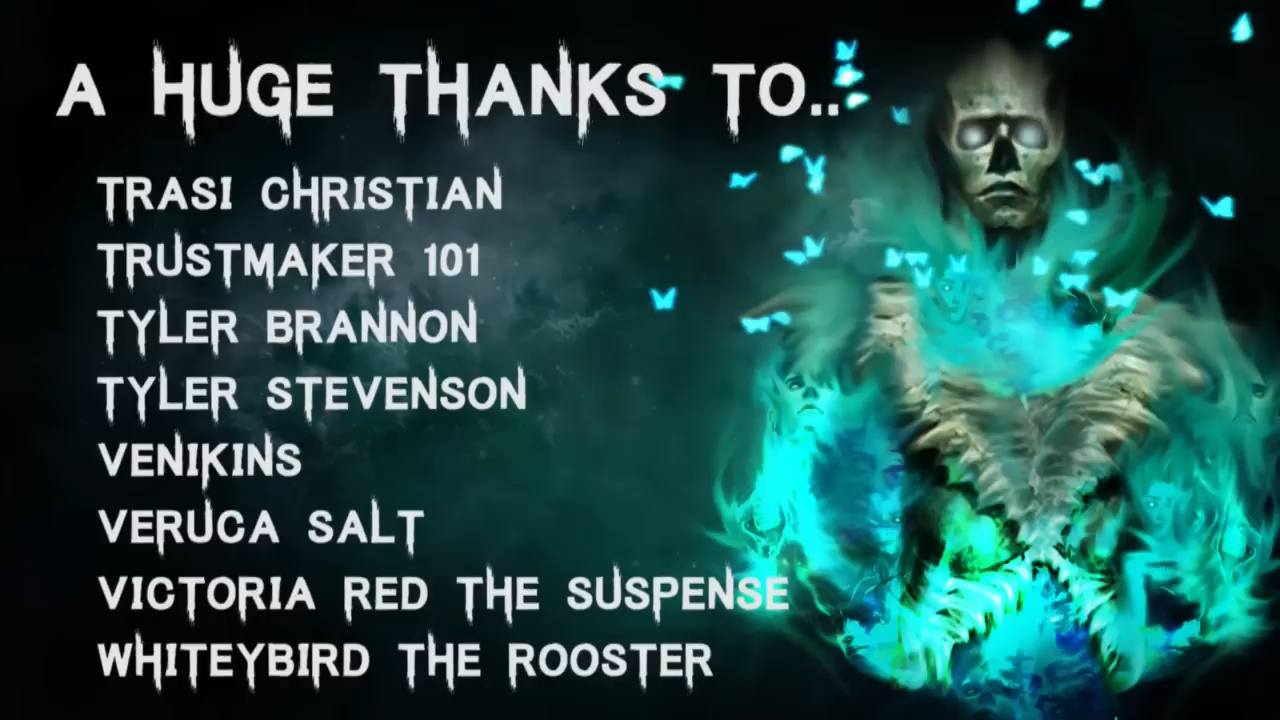 A HUGE THANKS TO..
TRASI CHRISTIAN
TRUSTMAKER 101
TYLER BRANNON
TYLER STEVENSON
VENIKINS
VERUCA SALT
VICTORIA RED THE SUSPENSE
WHITEYBIRD THE ROOSTER